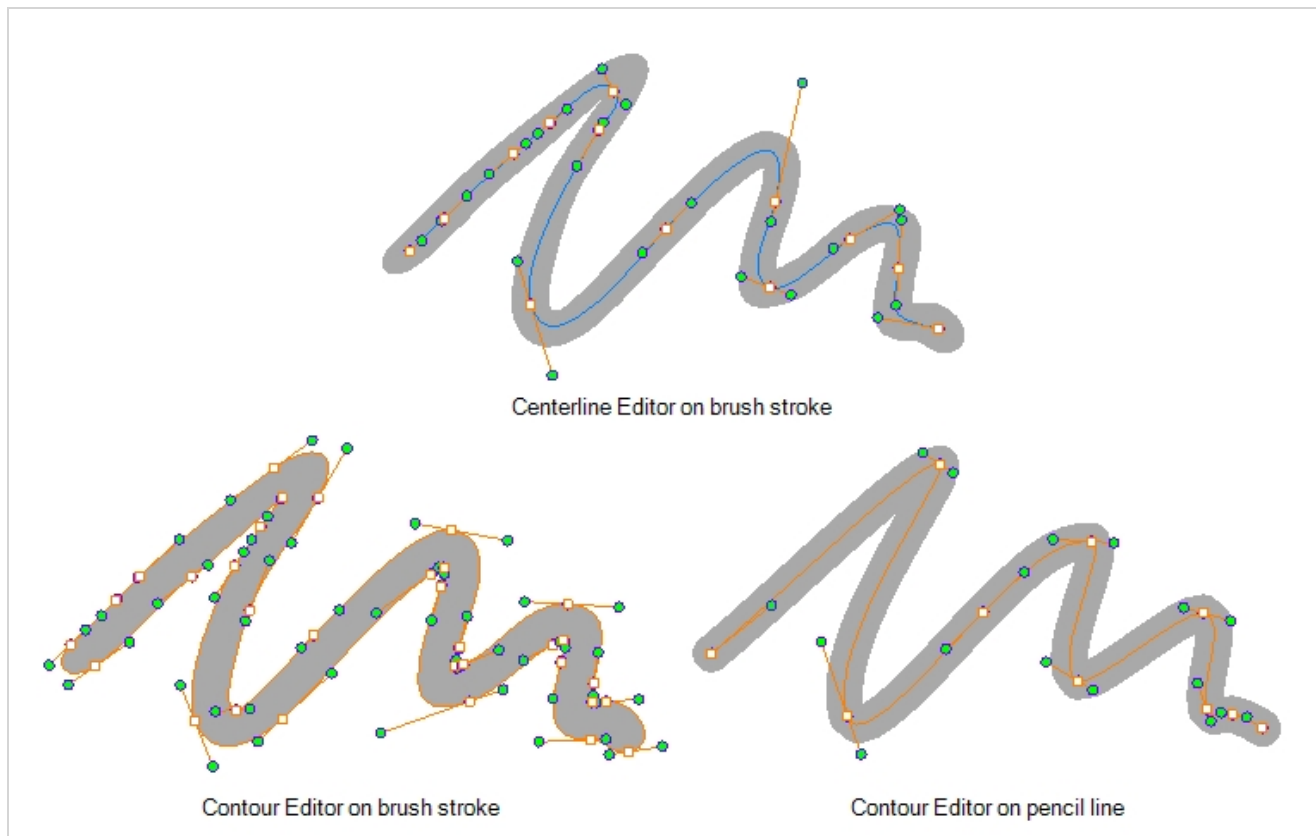 Centerline Editor on brush stroke
Contour Editor on brush stroke
Contour Editor on pencil line